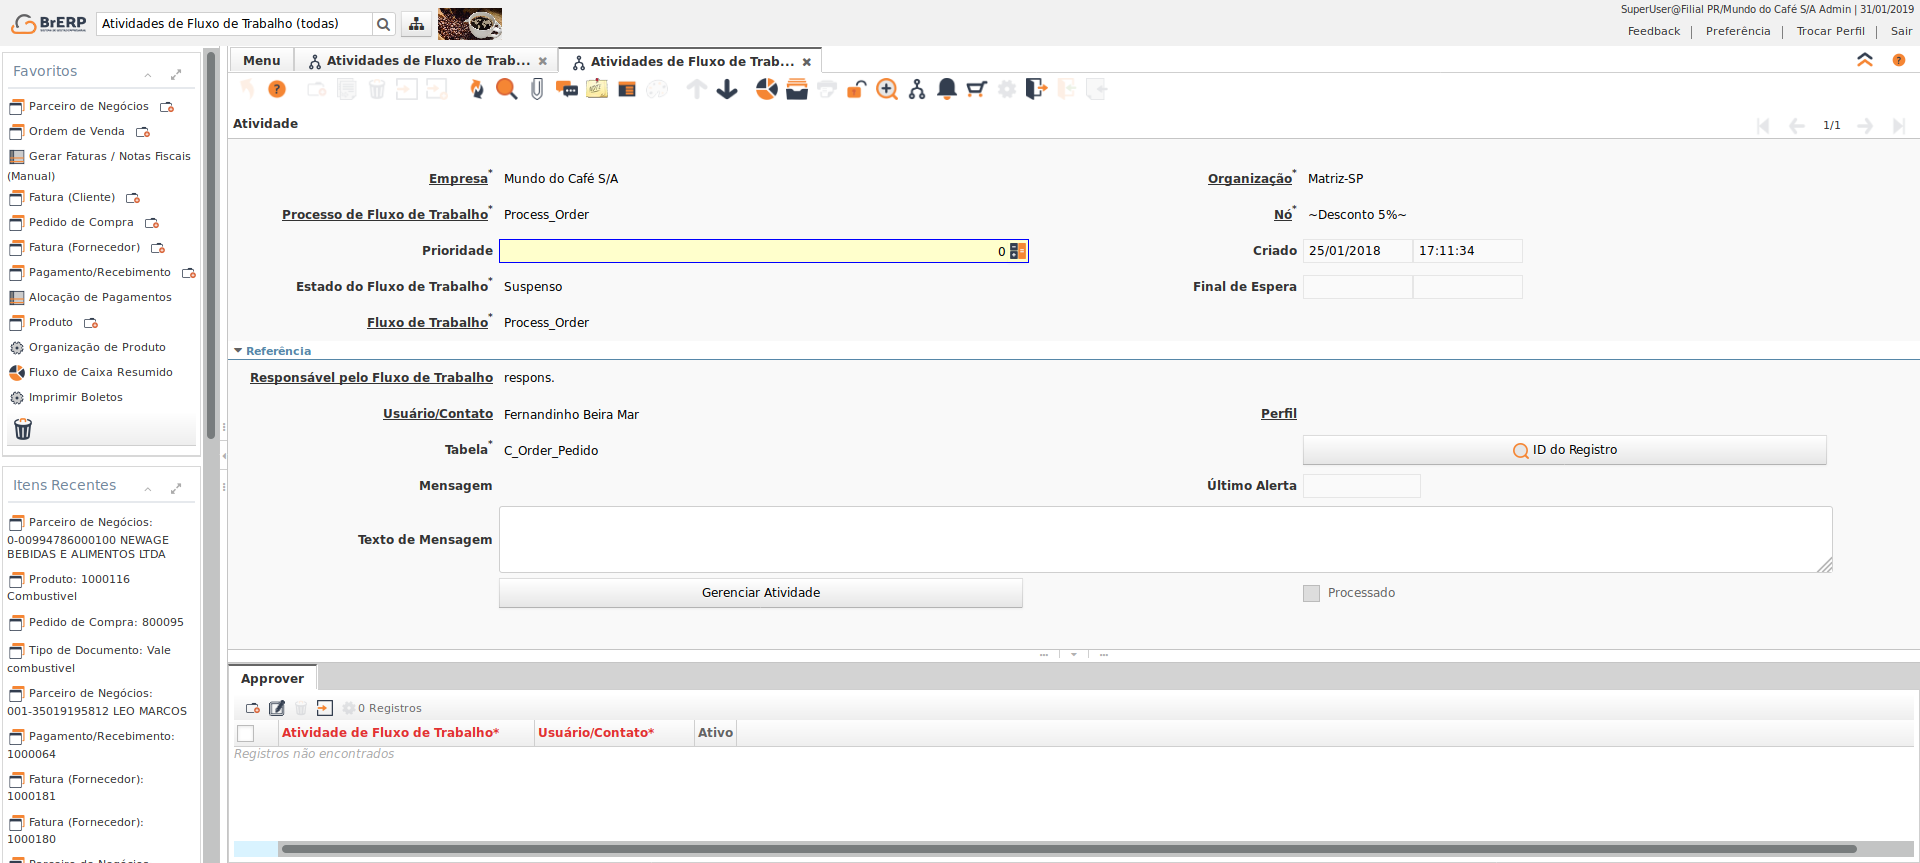 BrERP
Atividades de Fluxo de Trabalho (todas)
SuperUser@Filial PR/Mundo do Café S/A Admin | 31/01/2019
Feedback | Preferência | Trocar Perfil | Sair
Favoritos
Parceiro de Negócios
Ordem de Venda
Gerar Faturas / Notas Fiscais
(Manual)
Fatura (Cliente)
Pedido de Compra
Fatura (Fornecedor)
Pagamento/Recebimento
Alocação de Pagamentos
Produto
Organização de Produto
Fluxo de Caixa Resumido
Imprimir Boletos
Itens Recentes
Parceiro de Negócios:
0-00994786000100 NEWAGE
BEBIDAS E ALIMENTOS LTDA
Produto: 1000116
Combustivel
Pedido de Compra: 800095
Tipo de Documento: Vale
combustivel
Parceiro de Negócios:
001-35019195812 LEO MARCOS
Pagamento/Recebimento:
1000064
Fatura (Fornecedor):
1000181
Fatura (Fornecedor):
1000180
Parceiro de Negócios
Menu
Atividades de Fluxo de Trab...
Atividades de Fluxo de Trab...
Atividade
1/1
Empresa* Mundo do Café S/A
Organização* Matriz-SP
Processo de Fluxo de Trabalho* Process_Order
Nó* ~Desconto 5%~
Prioridade 0
Criado 25/01/2018 17:11:34
Estado do Fluxo de Trabalho* Suspenso
Final de Espera
Fluxo de Trabalho* Process_Order
Referência
Responsável pelo Fluxo de Trabalho respons.
Usuário/Contato Fernandinho Beira Mar
Perfil
Tabela* C_Order_Pedido
ID do Registro
Mensagem
Último Alerta
Texto de Mensagem
Gerenciar Atividade
Processado
Approver
0 Registros
Atividade de Fluxo de Trabalho* Usuário/Contato* Ativo
Registros não encontrados